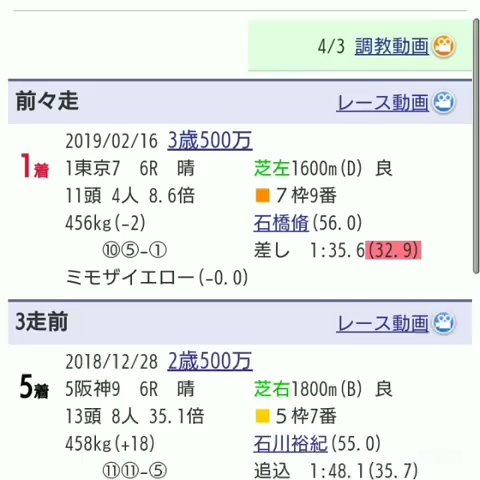 4/3 調教動画
前々走 レース動画
1着
2019/02/16 3歳500万
1東京7 6R 晴 芝左1600m(D) 良
11頭 4人 8.6倍 7枠9番
456kg(-2) 石橋脩(56.0)
⑩⑤-① 差し 1:35.6(32.9)
ミモザイエロー(-0.0)
3走前 レース動画
5着
2018/12/28 2歳500万
5阪神9 6R 晴 芝右1800m(B) 良
13頭 8人 35.1倍 5枠7番
458kg(+18) 石川裕紀(55.0)
⑪⑪-⑤ 追込 1:48.1(35.7)